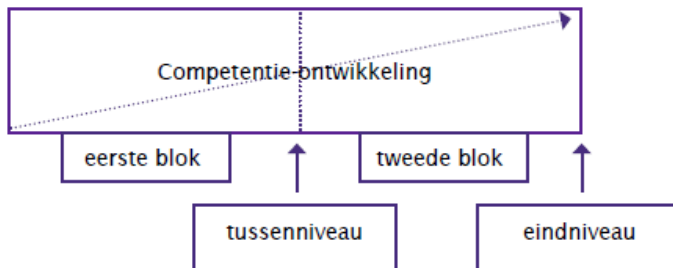 Competentie-ontwikkeling
eerste blok
tweede blok
tussenniveau
eindniveau